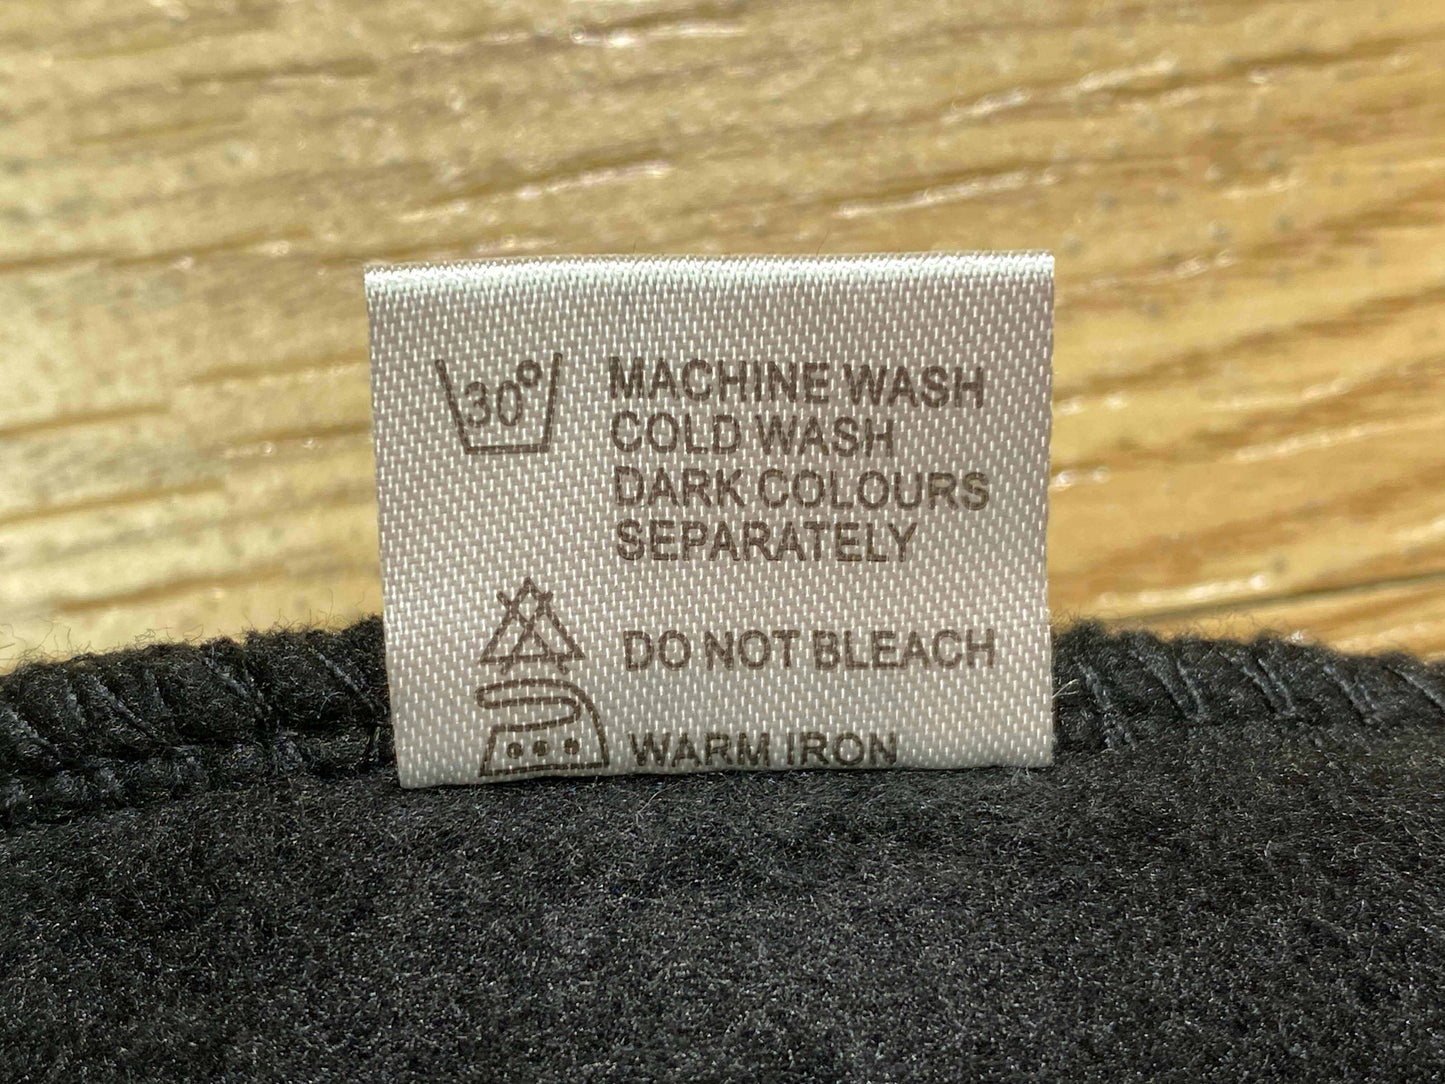 30° MACHINE WASH
COLD WASH
DARK COLOURS
SEPARATELY
DO NOT BLEACH
WARM IRON